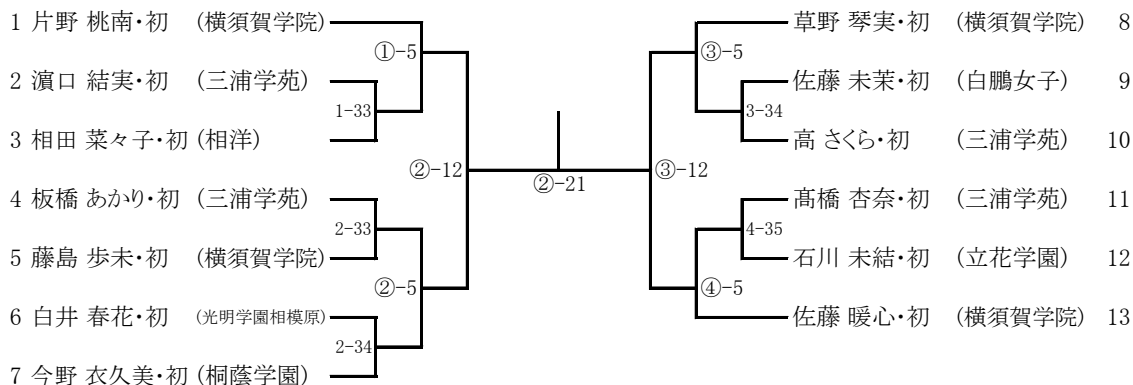 1 片野 桃南・初 (横須賀学院)
①-5
2 濵口 結実・初 (三浦学苑)
1-33
3 相田 菜々子・初 (相洋)
②-12
4 板橋 あかり・初 (三浦学苑)
2-33
5 藤島 歩未・初 (横須賀学院)
②-5
6 白井 春花・初 (光明学園相模原)
2-34
7 今野 衣久美・初 (桐蔭学園)
②-21
草野 琴実・初 (横須賀学院) 8
③-5
佐藤 未茉・初 (白鵬女子) 9
3-34
高 さくら・初 (三浦学苑) 10
③-12
髙橋 杏奈・初 (三浦学苑) 11
4-35
石川 未結・初 (立花学園) 12
④-5
佐藤 暖心・初 (横須賀学院) 13